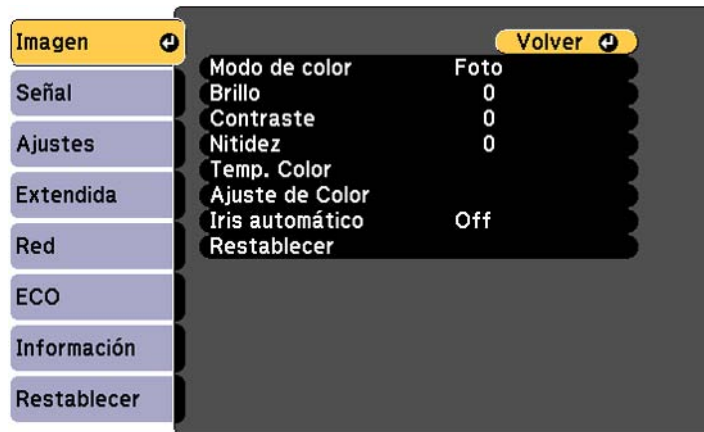 Imagen
Señal
Ajustes
Extendida
Red
ECO
Información
Restablecer
Volver
Modo de color Foto
Brillo 0
Contraste 0
Nitidez 0
Temp. Color
Ajuste de Color
Iris automático Off
Restablecer